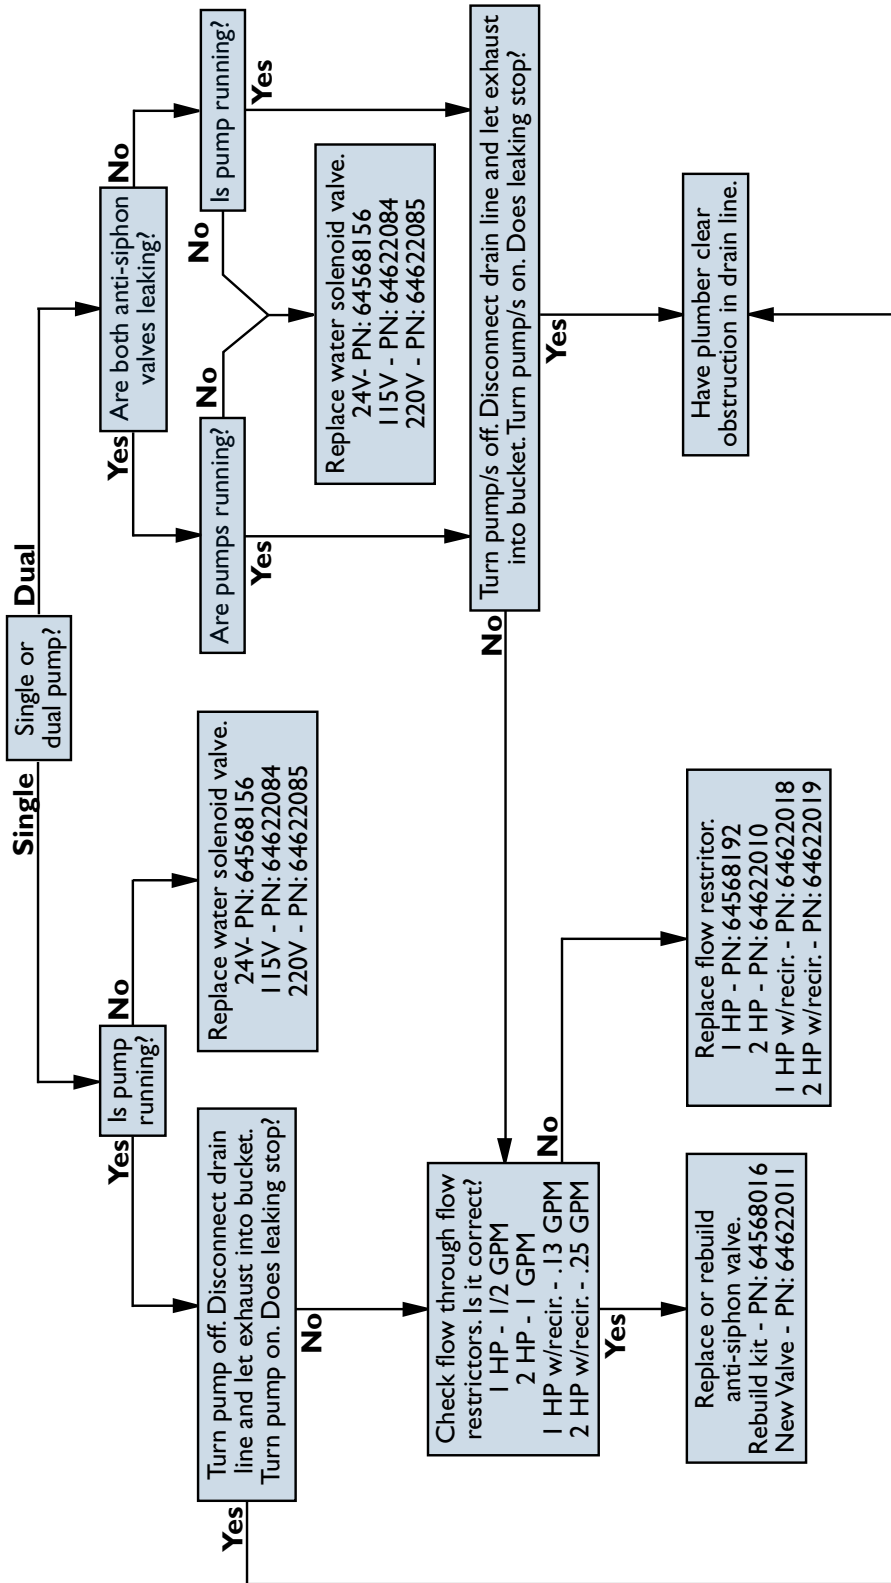 Single or
dual pump?
Single
Dual
Is pump
running?
Yes
No
Are both anti-siphon
valves leaking?
Yes
No
Turn pump off. Disconnect drain
line and let exhaust into bucket.
Turn pump on. Does leaking stop?
Yes
No
Replace water solenoid valve.
24V- PN: 64568156
115V - PN: 64622084
220V - PN: 64622085
Are pumps running?
No
Yes
Is pump running?
No
Yes
Replace water solenoid valve.
24V- PN: 64568156
115V - PN: 64622084
220V - PN: 64622085
Check flow through flow
restrictors. Is it correct?
1 HP - 1/2 GPM
2 HP - 1 GPM
1 HP w/recir. - .13 GPM
2 HP w/recir. - .25 GPM
Yes
No
Turn pump/s off. Disconnect drain line and let exhaust
into bucket. Turn pump/s on. Does leaking stop?
No
Yes
Replace or rebuild
anti-siphon valve.
Rebuild kit - PN: 64568016
New Valve - PN: 64622011
Replace flow restritor.
1 HP - PN: 64568192
2 HP - PN: 64622010
1 HP w/recir. - PN: 64622018
2 HP w/recir. - PN: 64622019
Have plumber clear
obstruction in drain line.